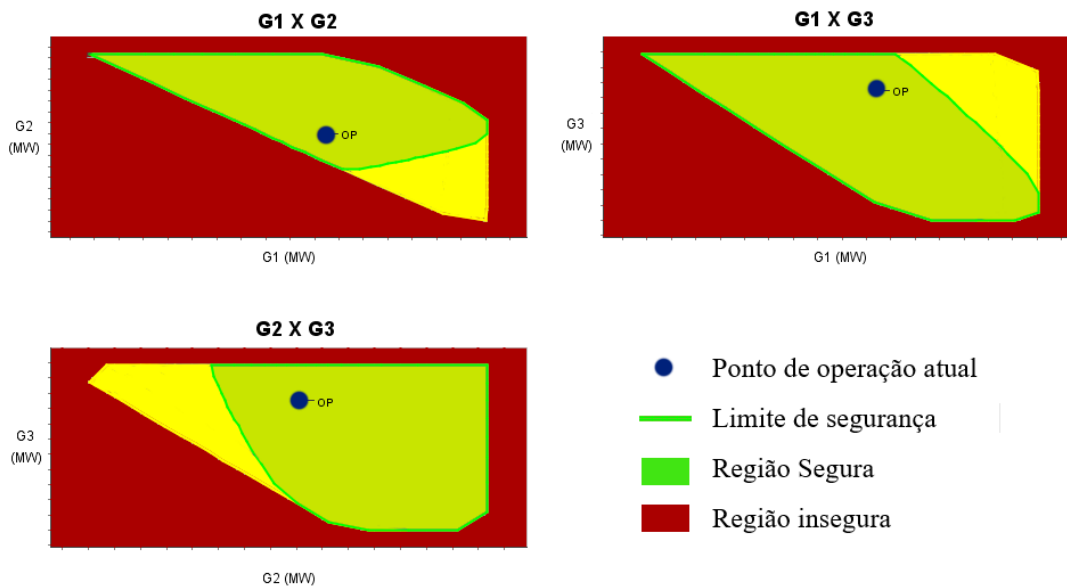 G1 X G2
G2
(MW)
OP
G1 (MW)
G1 X G3
G3
(MW)
OP
G1 (MW)
G2 X G3
G3
(MW)
OP
G2 (MW)
Ponto de operação atual
Limite de segurança
Região Segura
Região insegura